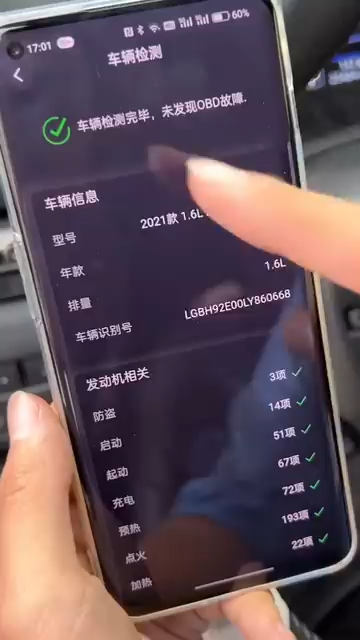 17:01
60%
车辆检测
车辆检测完毕，未发现OBD故障.
车辆信息
型号 2021款 1.6L
年款
排量 1.6L
车辆识别号 LGBH92E00LY860668
发动机相关
防盗 3项
启动 14项
起动 51项
充电 67项
预热 72项
点火 193项
加热 22项